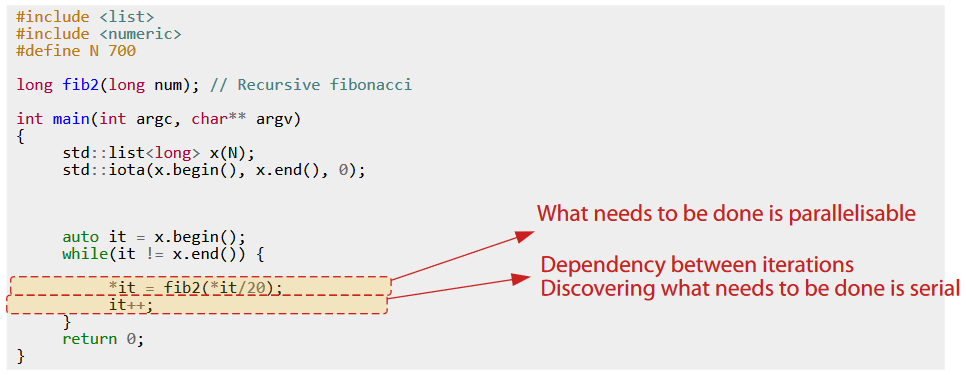 #include <list>
#include <numeric>
#define N 700
long fib2(long num); // Recursive fibonacci
int main(int argc, char** argv)
{
std::list<long> x(N);
std::iota(x.begin(), x.end(), 0);
auto it = x.begin();
while(it != x.end()) {
*it = fib2(*it/20);
it++;
}
return 0;
}
What needs to be done is parallelisable
Dependency between iterations
Discovering what needs to be done is serial